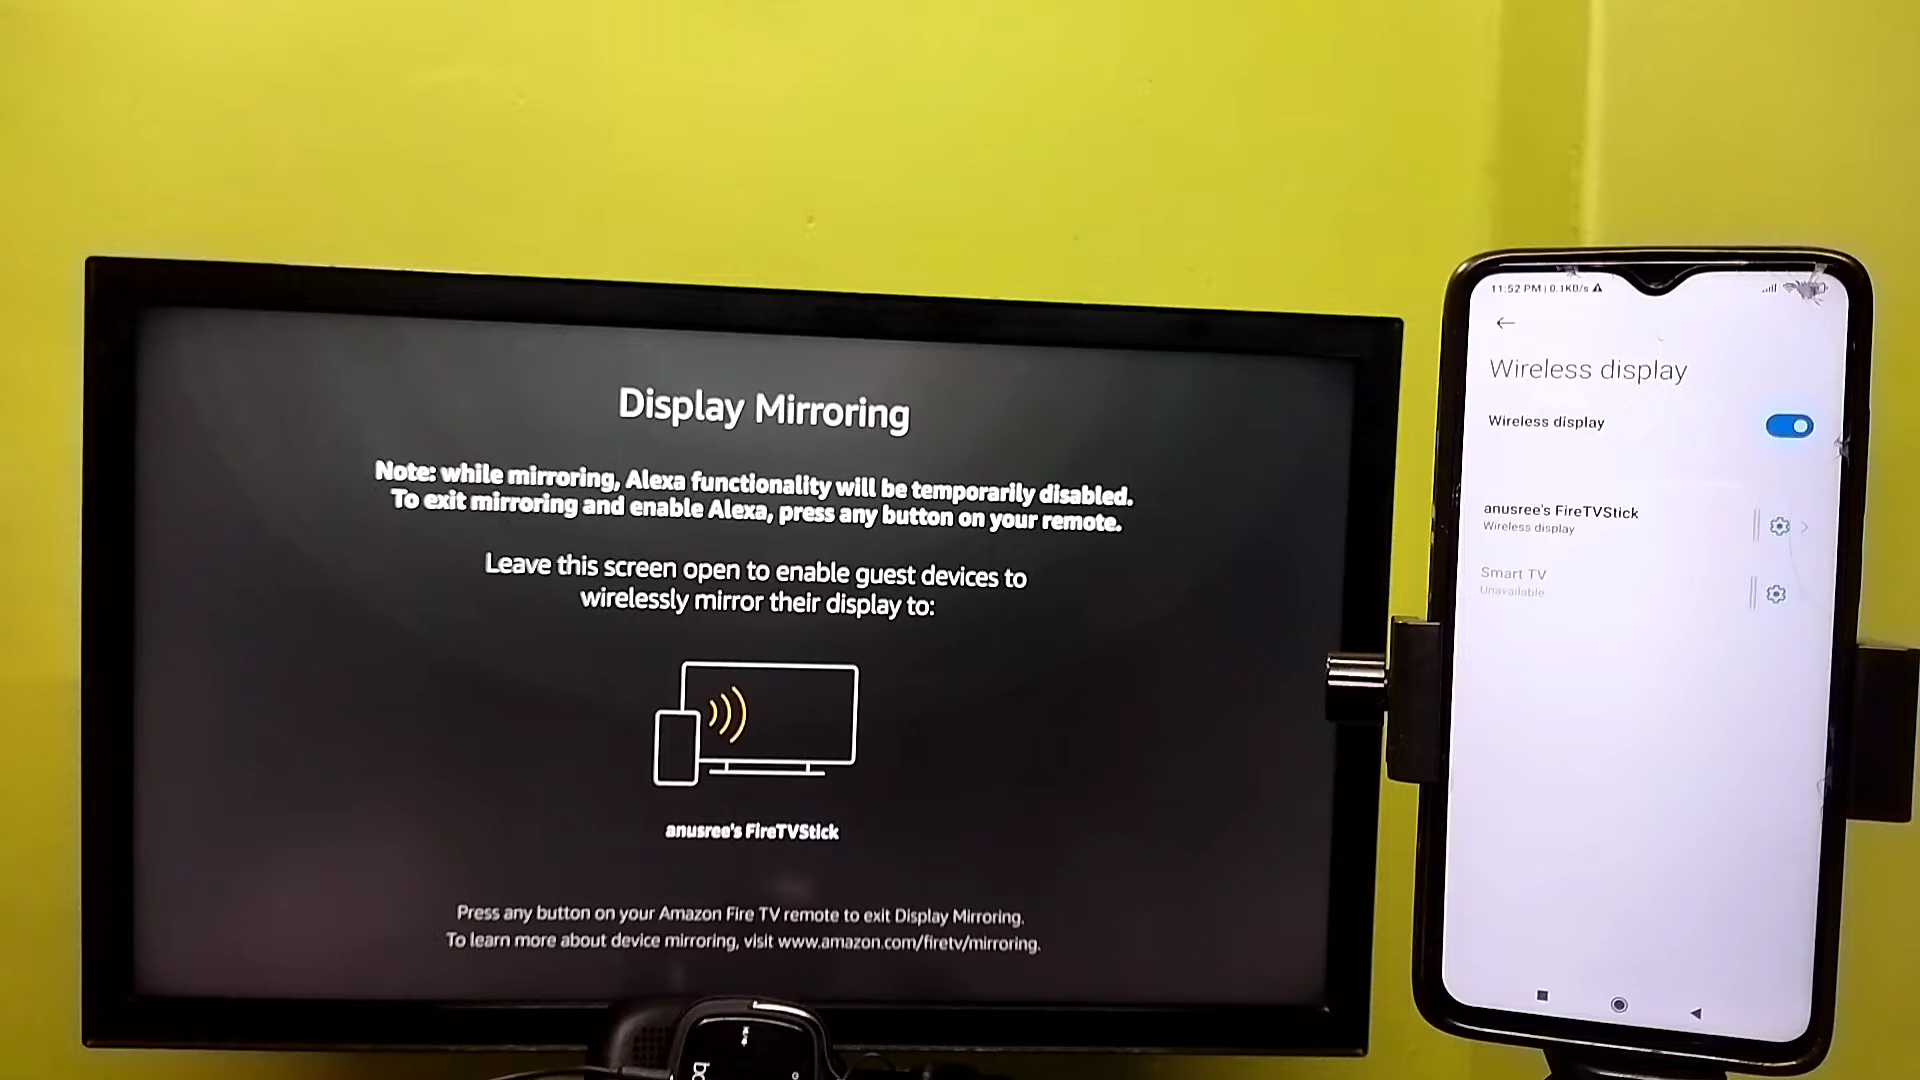 Display Mirroring
Note: while mirroring, Alexa functionality will be temporarily disabled.
To exit mirroring and enable Alexa, press any button on your remote.
Leave this screen open to enable guest devices to
wirelessly mirror their display to:
anusree's FireTVStick
Press any button on your Amazon Fire TV remote to exit Display Mirroring.
To learn more about device mirroring, visit www.amazon.com/firetv/mirroring.
11:52 PM | 0.1KB/s
Wireless display
Wireless display
anusree's FireTVStick
Wireless display
Smart TV
Unavailable